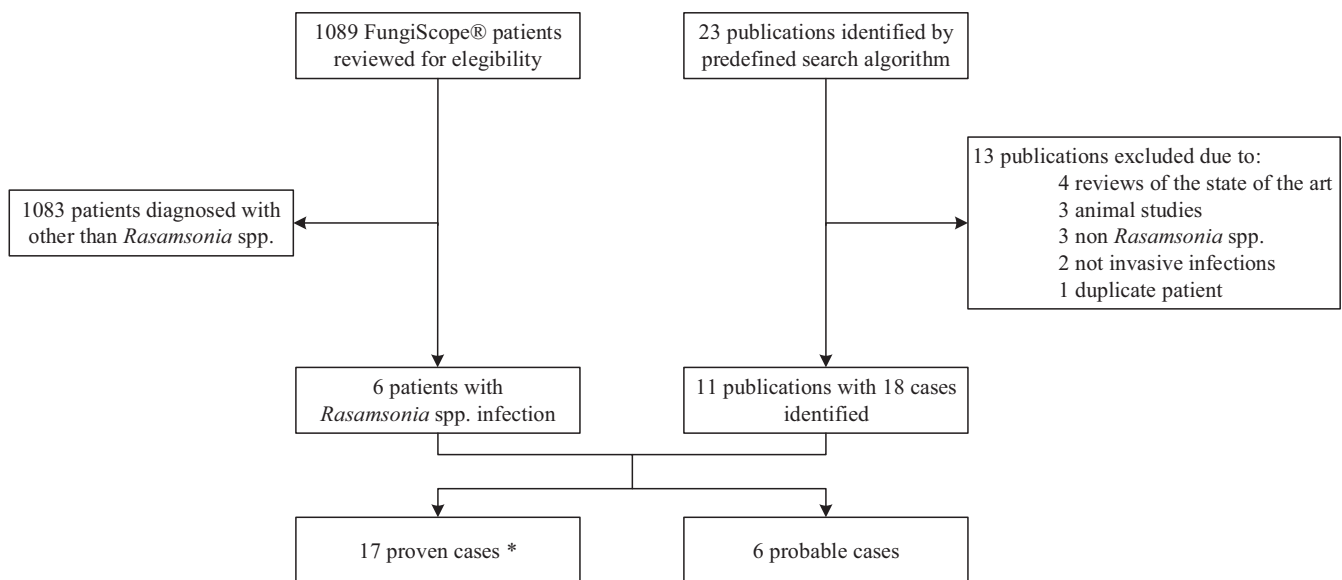 1089 FungiScope® patients
reviewed for elegibility
23 publications identified by
predefined search algorithm
1083 patients diagnosed with
other than Rasamsonia spp.
13 publications excluded due to:
4 reviews of the state of the art
3 animal studies
3 non Rasamsonia spp.
2 not invasive infections
1 duplicate patient
6 patients with
Rasamsonia spp. infection
11 publications with 18 cases
identified
17 proven cases *
6 probable cases